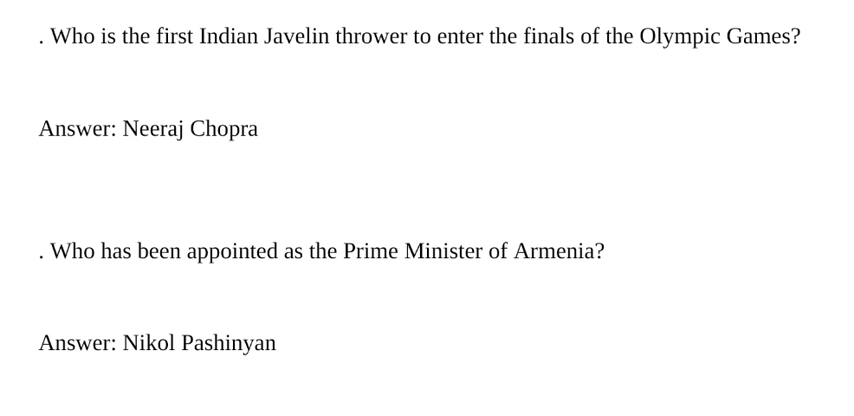 . Who is the first Indian Javelin thrower to enter the finals of the Olympic Games?
Answer: Neeraj Chopra
. Who has been appointed as the Prime Minister of Armenia?
Answer: Nikol Pashinyan